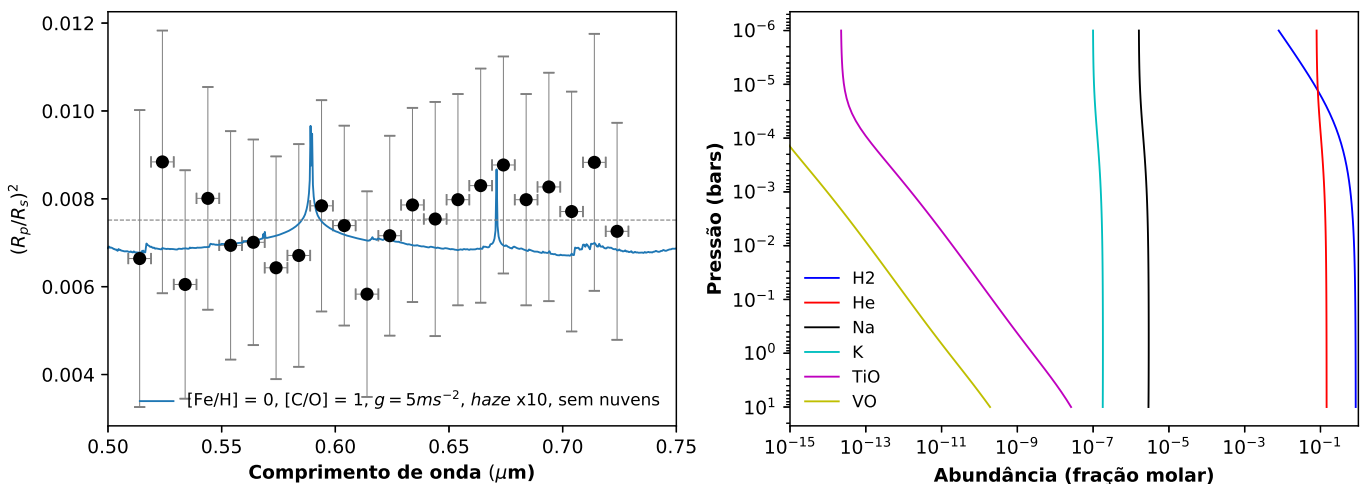 0.012
0.010
0.008
0.006
0.004
(R_p/R_s)^2
[Fe/H] = 0, [C/O] = 1, g = 5ms^{-2}, haze x10, sem nuvens
0.50 0.55 0.60 0.65 0.70 0.75
Comprimento de onda (μm)
10^{-6}
10^{-5}
10^{-4}
10^{-3}
10^{-2}
10^{-1}
10^{0}
10^{1}
Pressão (bars)
H2
He
Na
K
TiO
VO
10^{-15} 10^{-13} 10^{-11} 10^{-9} 10^{-7} 10^{-5} 10^{-3} 10^{-1}
Abundância (fração molar)